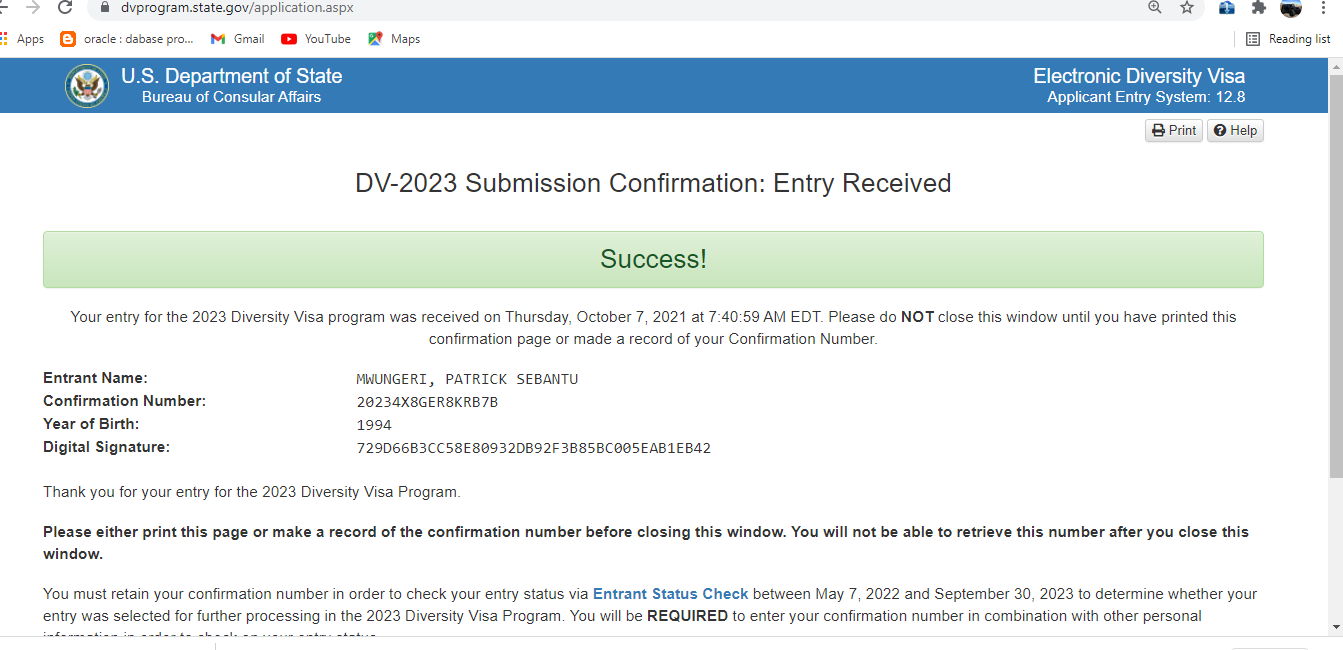 dvprogram.state.gov/application.aspx
Apps oracle : dabase pro... Gmail YouTube Maps Reading list
U.S. Department of State
Bureau of Consular Affairs
Electronic Diversity Visa
Applicant Entry System: 12.8
Print Help
DV-2023 Submission Confirmation: Entry Received
Success!
Your entry for the 2023 Diversity Visa program was received on Thursday, October 7, 2021 at 7:40:59 AM EDT. Please do NOT close this window until you have printed this
confirmation page or made a record of your Confirmation Number.
Entrant Name: MWUNGERI, PATRICK SEBANTU
Confirmation Number: 20234X8GER8KRB7B
Year of Birth: 1994
Digital Signature: 729D66B3CC58E80932DB92F3B85BC005EAB1EB42
Thank you for your entry for the 2023 Diversity Visa Program.
Please either print this page or make a record of the confirmation number before closing this window. You will not be able to retrieve this number after you close this
window.
You must retain your confirmation number in order to check your entry status via Entrant Status Check between May 7, 2022 and September 30, 2023 to determine whether your
entry was selected for further processing in the 2023 Diversity Visa Program. You will be REQUIRED to enter your confirmation number in combination with other personal
information in order to check on your entry status.